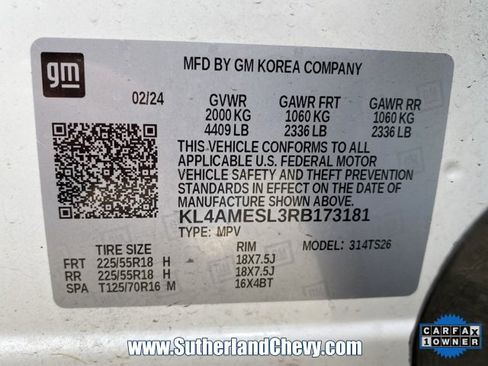 gm
MFD BY GM KOREA COMPANY
02/24 GVWR GAWR FRT GAWR RR
2000 KG 1060 KG 1060 KG
4409 LB 2336 LB 2336 LB
THIS VEHICLE CONFORMS TO ALL
APPLICABLE U.S. FEDERAL MOTOR
VEHICLE SAFETY AND THEFT PREVENTION
STANDARDS IN EFFECT ON THE DATE OF
MANUFACTURE SHOWN ABOVE.
KL4AMESL3RB173181
TYPE: MPV
TIRE SIZE RIM MODEL: 314TS26
FRT 225/55R18 H 18X7.5J
RR 225/55R18 H 18X7.5J
SPA T125/70R16 M 16X4BT
www.SutherlandChevy.com
CARFAX
1 OWNER